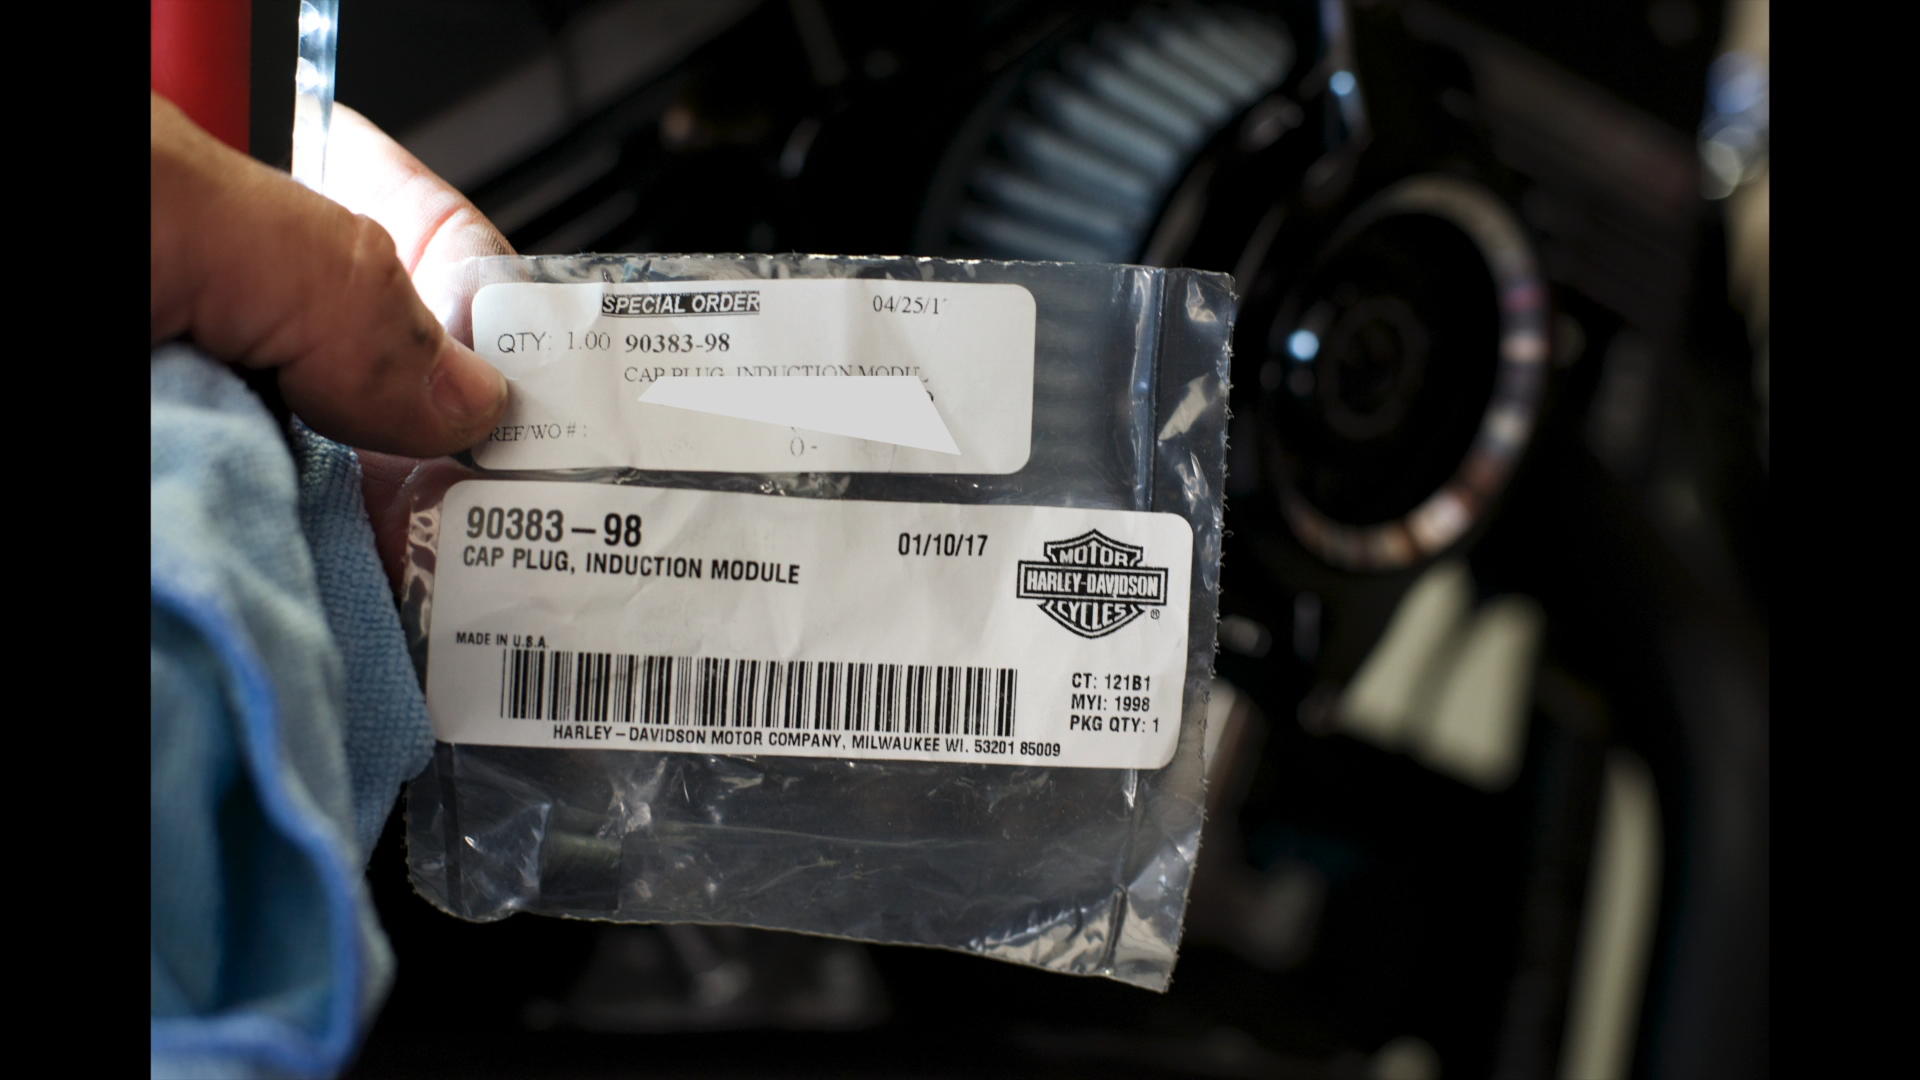 SPECIAL ORDER 04/25/1
QTY: 1.00 90383-98
CAP PLUG, INDUCTION MODUL
REF/WO # :
() -
90383-98
01/10/17
CAP PLUG, INDUCTION MODULE
MOTOR
HARLEY-DAVIDSON
CYCLES
®
MADE IN U.S.A.
CT: 121B1
MYI: 1998
PKG QTY: 1
HARLEY-DAVIDSON MOTOR COMPANY, MILWAUKEE WI. 53201 85009